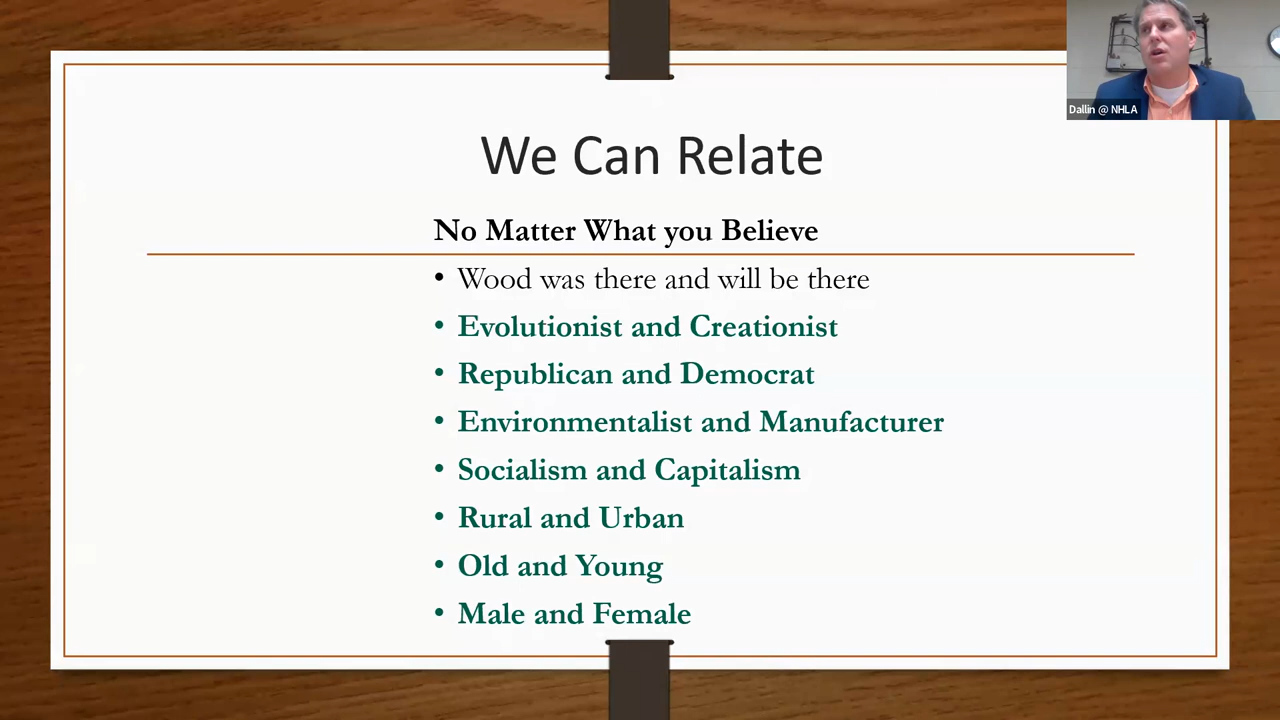 Dallin @ NHLA
We Can Relate
No Matter What you Believe
• Wood was there and will be there
• Evolutionist and Creationist
• Republican and Democrat
• Environmentalist and Manufacturer
• Socialism and Capitalism
• Rural and Urban
• Old and Young
• Male and Female